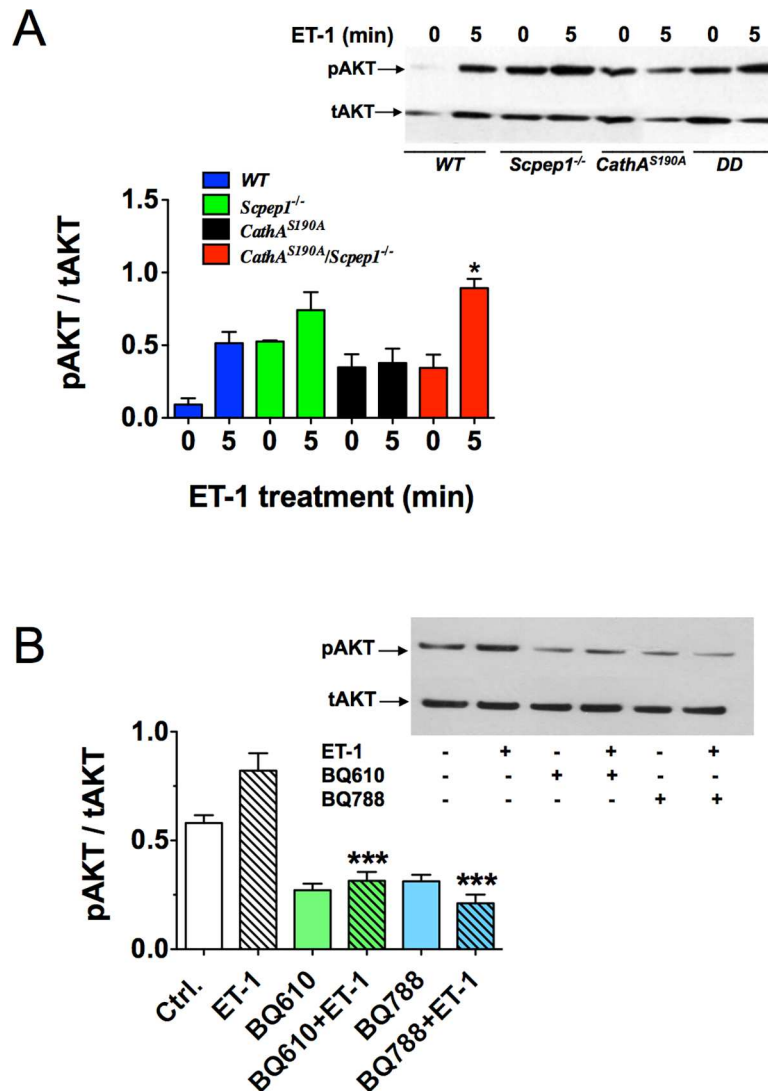 A
ET-1 (min) 0 5 0 5 0 5 0 5
pAKT
tAKT
WT Scpep1-/- CathAS190A DD
WT
Scpep1-/-
CathAS190A
CathAS190A/Scpep1-/-
pAKT / tAKT
1.5
1.0
0.5
0.0
*
0 5 0 5 0 5 0 5
ET-1 treatment (min)
B
pAKT
tAKT
ET-1 - + - + - +
BQ610 - - + + - -
BQ788 - - - - + +
pAKT / tAKT
1.0
0.5
0.0
*** ***
Ctrl. ET-1 BQ610 BQ610+ET-1 BQ788 BQ788+ET-1